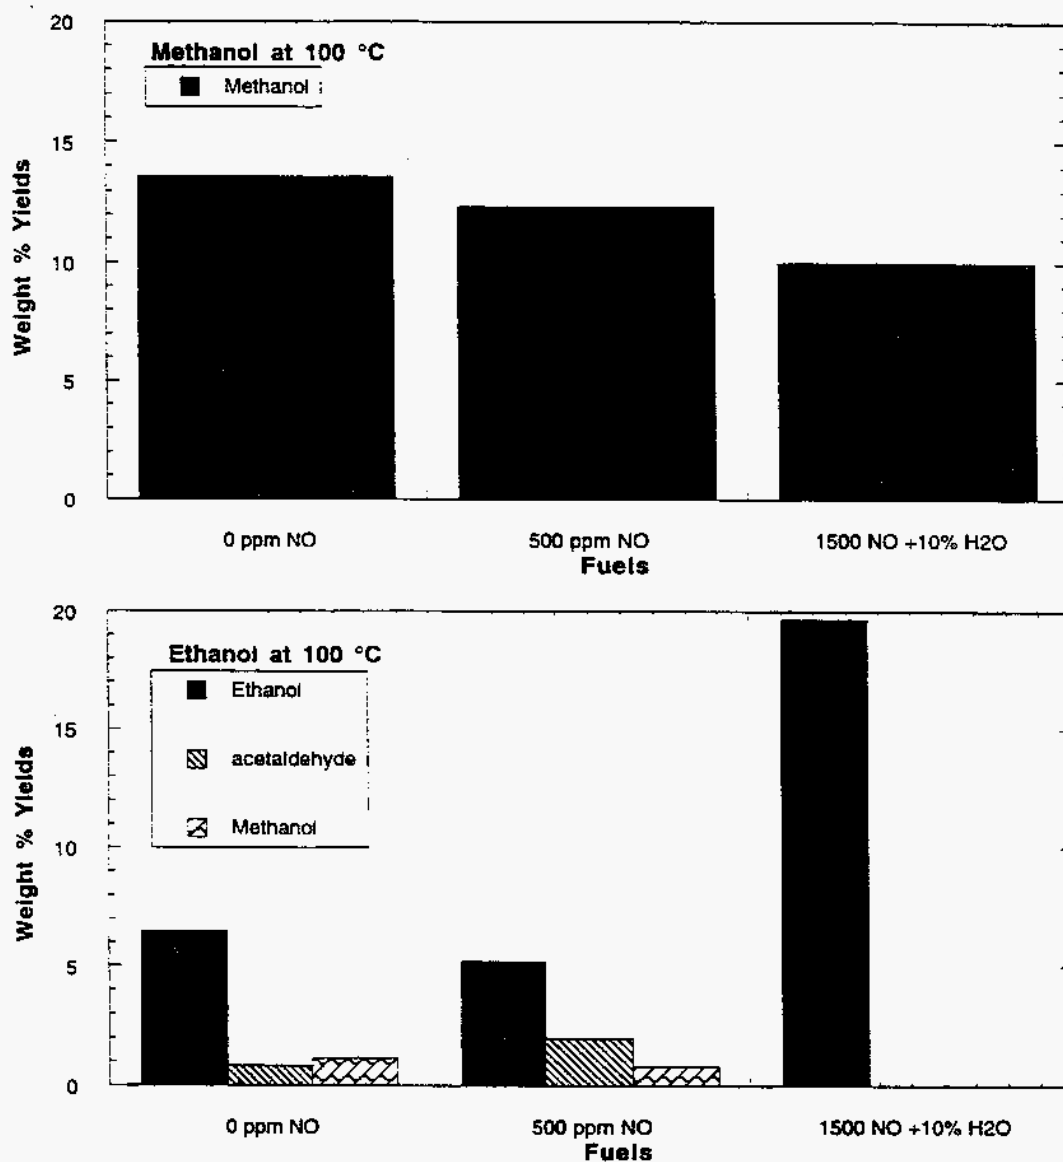 20
Methanol at 100 °C
Methanol
15
10
5
0
Weight % Yields
0 ppm NO
500 ppm NO
1500 NO +10% H2O
Fuels
20
Ethanol at 100 °C
Ethanol
acetaldehyde
Methanol
15
10
5
0
Weight % Yields
0 ppm NO
500 ppm NO
1500 NO +10% H2O
Fuels